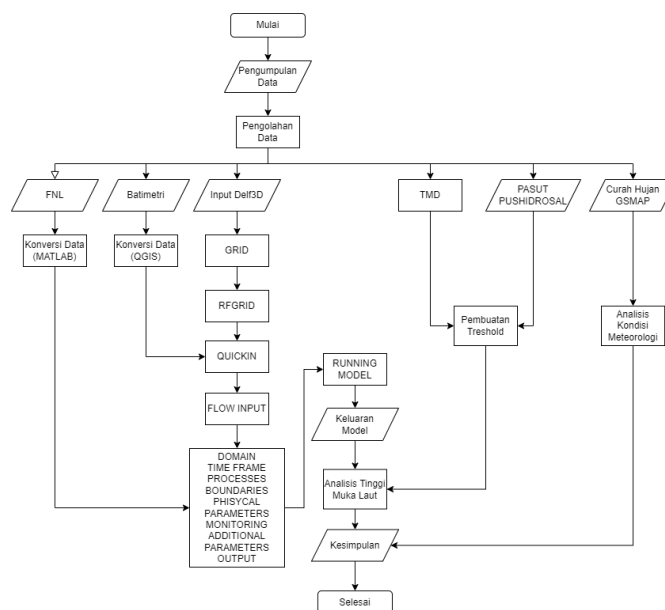 Mulai
Pengumpulan
Data
Pengolahan
Data
FNL
Batimetri
Input Delf3D
TMD
PASUT
PUSHIDROSAL
Curah Hujan
GSMAP
Konversi Data
(MATLAB)
Konversi Data
(QGIS)
GRID
RFGRID
Pembuatan
Treshold
Analisis
Kondisi
Meteorologi
QUICKIN
RUNNING
MODEL
FLOW INPUT
Keluaran
Model
DOMAIN
TIME FRAME
PROCESSES
BOUNDARIES
PHISYCAL
PARAMETERS
MONITORING
ADDITIONAL
PARAMETERS
OUTPUT
Analisis Tinggi
Muka Laut
Kesimpulan
Selesai